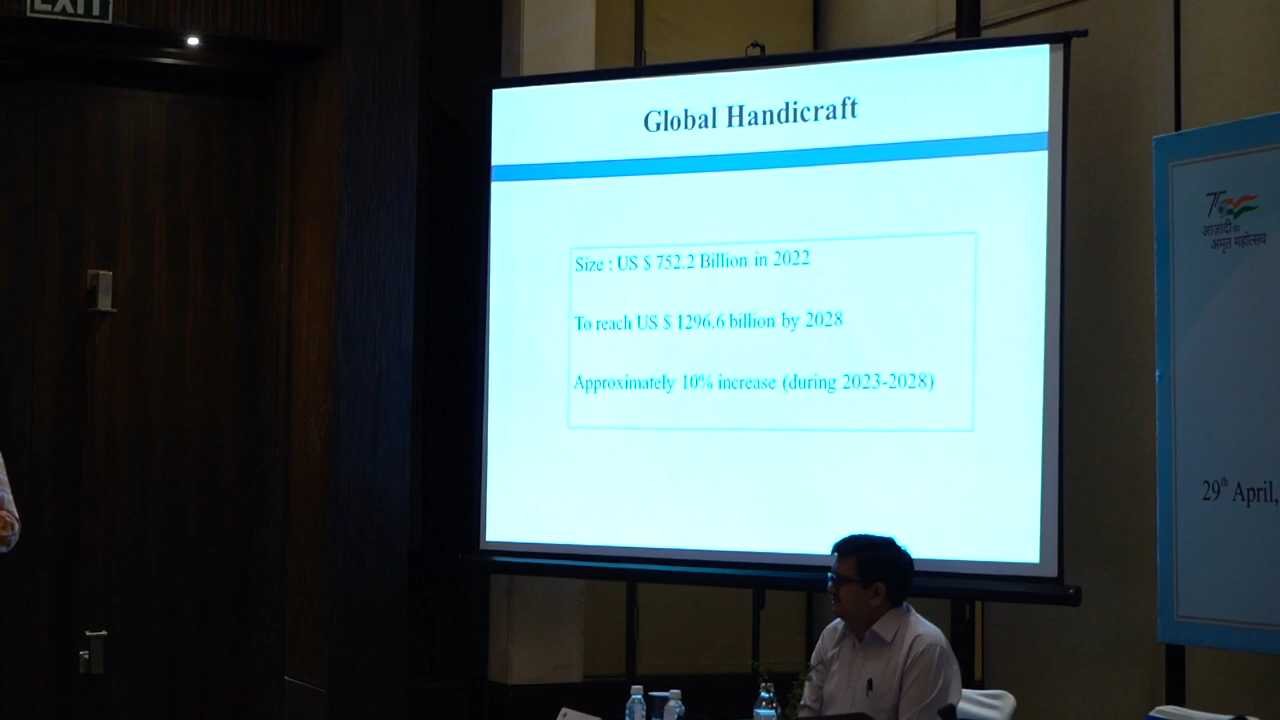 EXIT
Global Handicraft
Size : US $ 752.2 Billion in 2022
To reach US $ 1296.6 billion by 2028
Approximately 10% increase (during 2023-2028)
75
आज़ादी का
अमृत महोत्सव
29th April,